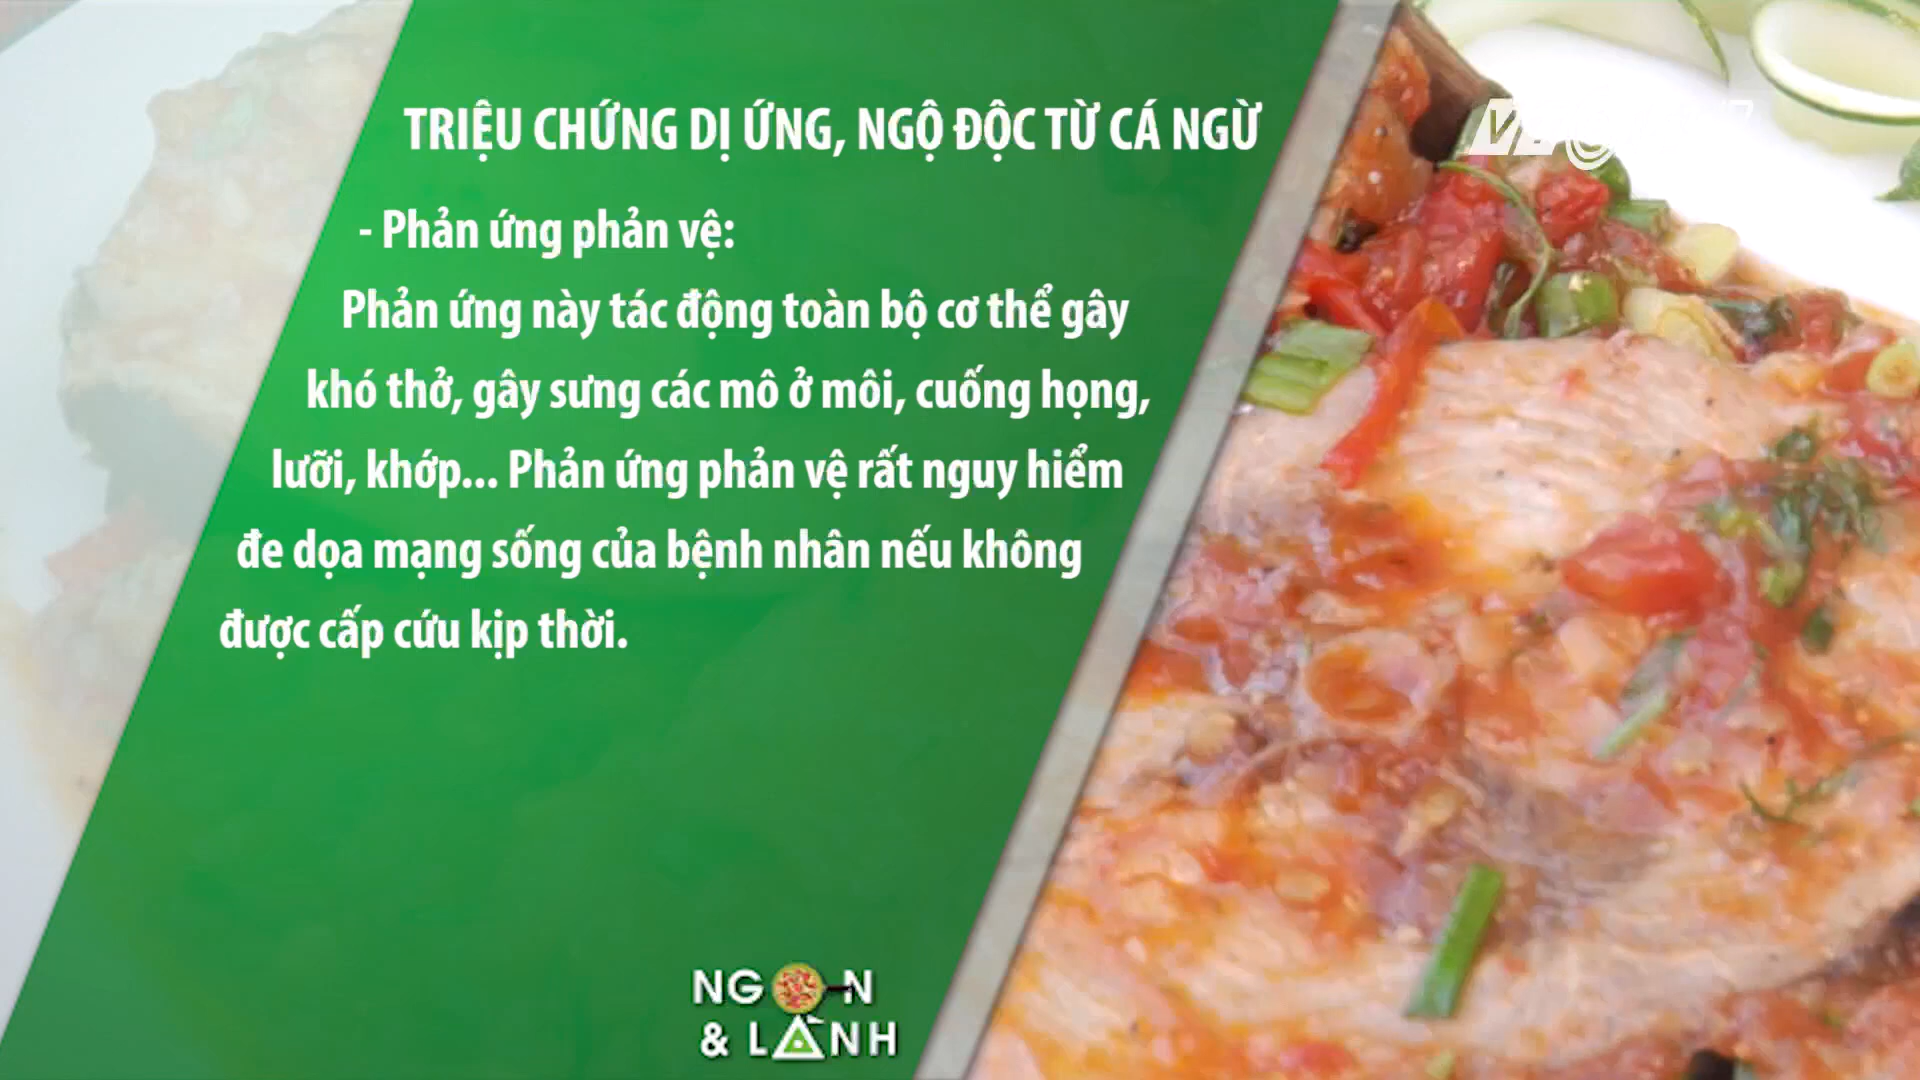 TRIỆU CHỨNG DỊ ỨNG, NGỘ ĐỘC TỪ CÁ NGỪ
- Phản ứng phản vệ:
Phản ứng này tác động toàn bộ cơ thể gây
khó thở, gây sưng các mô ở môi, cuống họng,
lưỡi, khớp... Phản ứng phản vệ rất nguy hiểm
đe dọa mạng sống của bệnh nhân nếu không
được cấp cứu kịp thời.
NGON
& LÀNH